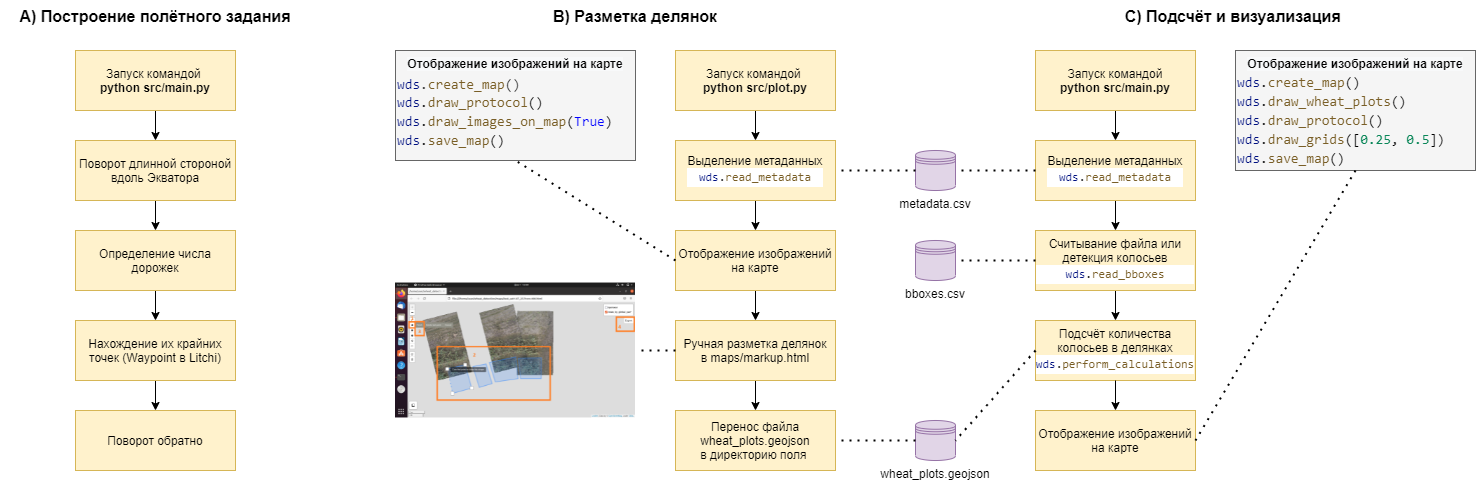 А) Построение полётного задания
Запуск командой
python src/main.py
Поворот длинной стороной
вдоль Экватора
Определение числа
дорожек
Нахождение их крайних
точек (Waypoint в Litchi)
Поворот обратно
В) Разметка делянок
Отображение изображений на карте
wds.create_map()
wds.draw_protocol()
wds.draw_images_on_map(True)
wds.save_map()
Запуск командой
python src/plot.py
Выделение метаданных
wds.read_metadata
Отображение изображений
на карте
Ручная разметка делянок
в maps/markup.html
Перенос файла
wheat_plots.geojson
в директорию поля
metadata.csv
bboxes.csv
wheat_plots.geojson
С) Подсчёт и визуализация
Запуск командой
python src/main.py
Выделение метаданных
wds.read_metadata
Считывание файла или
детекция колосьев
wds.read_bboxes
Подсчёт количества
колосьев в делянках
wds.perform_calculations
Отображение изображений
на карте
Отображение изображений на карте
wds.create_map()
wds.draw_wheat_plots()
wds.draw_protocol()
wds.draw_grids([0.25, 0.5])
wds.save_map()